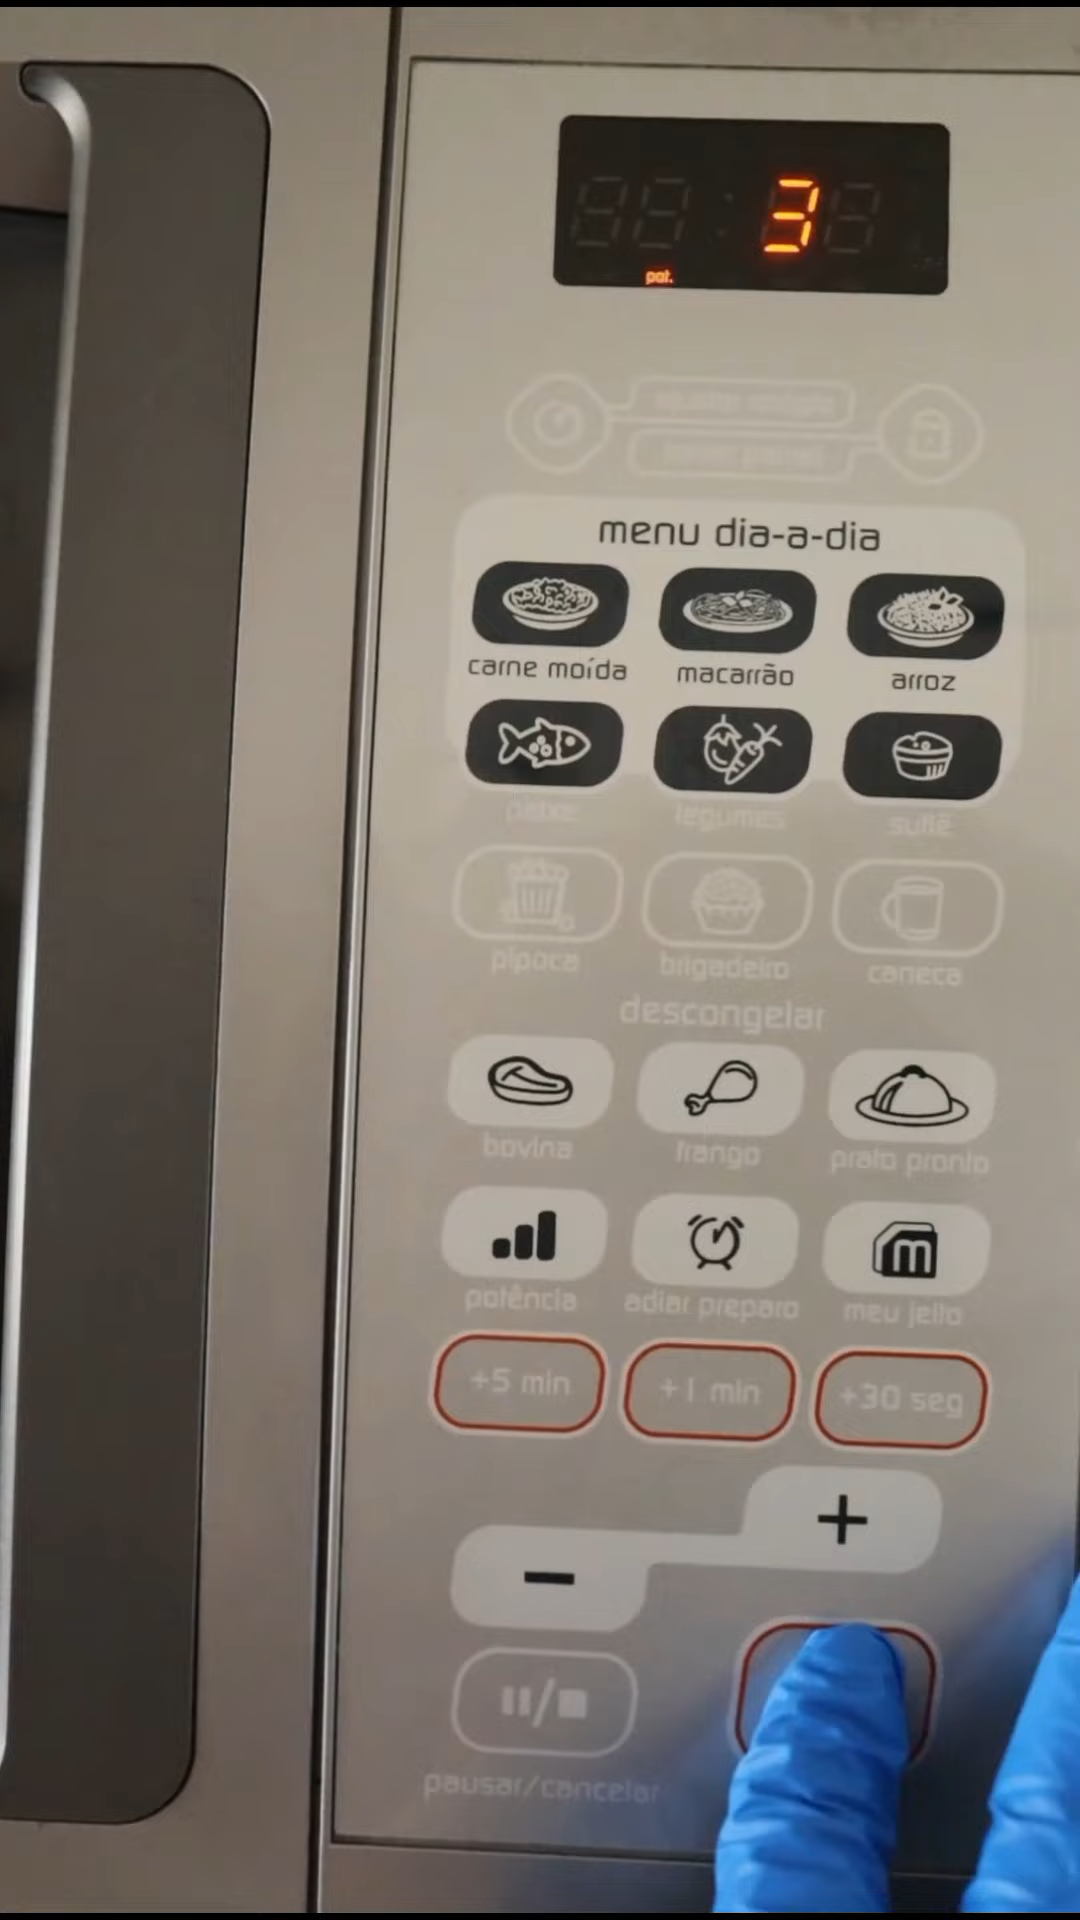 3
pot.
menu dia-a-dia
carne moída macarrão arroz
peixe legumes suflê
pipoca brigadeiro caneca
descongelar
bovina frango prato pronto
potência adiar preparo meu jeito
+5 min +1 min +30 seg
+
−
pausar/cancelar